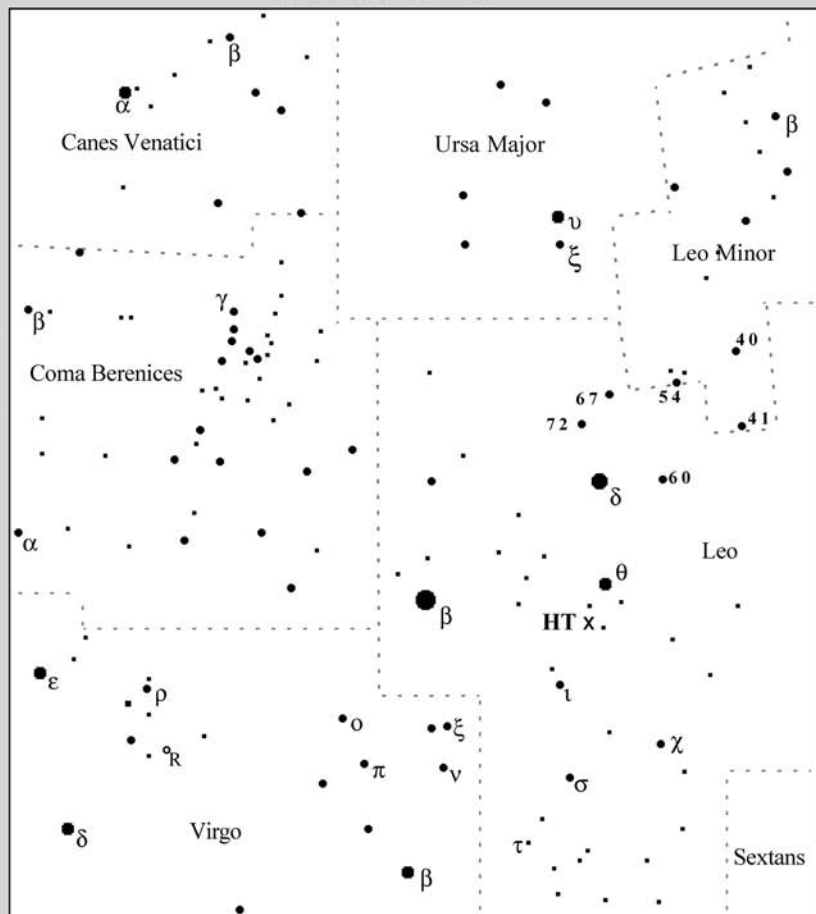 β
α
Canes Venatici
Ursa Major
β
υ
ξ
Leo Minor
γ
β
Coma Berenices
40
67
54
72
41
δ
60
α
Leo
θ
β
HT x
ε
ρ
ι
ο
ξ
χ
R
π
ν
σ
δ
Virgo
τ
Sextans
β